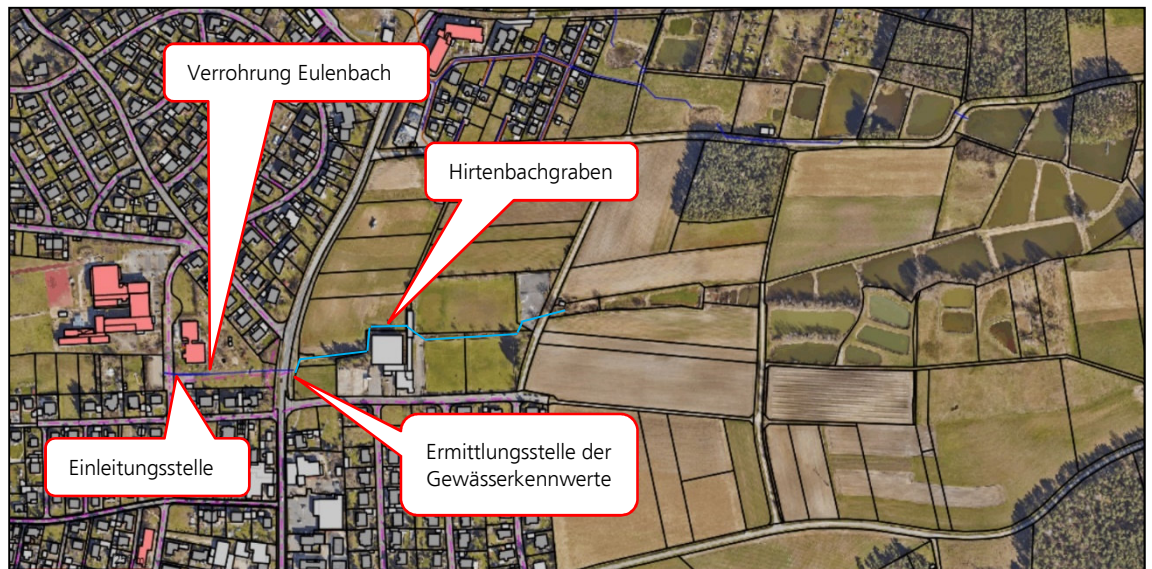 Verrohrung Eulenbach
Hirtenbachgraben
Einleitungsstelle
Ermittlungsstelle der
Gewässerkennwerte